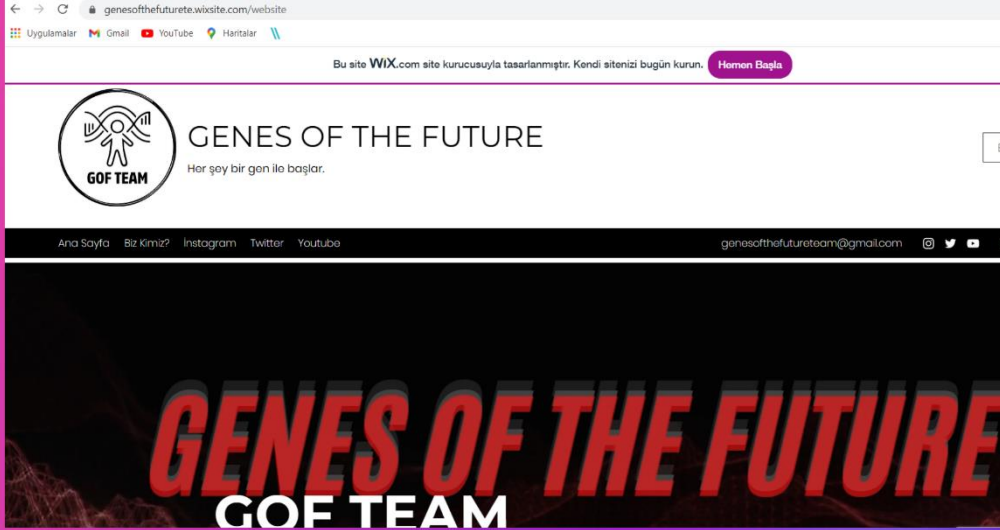 genesofthefuturete.wixsite.com/website
Uygulamalar Gmail YouTube Haritalar
Bu site WiX.com site kurucusuyla tasarlanmıştır. Kendi sitenizi bugün kurun. Hemen Başla
GENES OF THE FUTURE
Her şey bir gen ile başlar.
GOF TEAM
Ana Sayfa Biz Kimiz? İnstagram Twitter Youtube genesofthefutureteam@gmail.com
GENES OF THE FUTURE
GOF TEAM